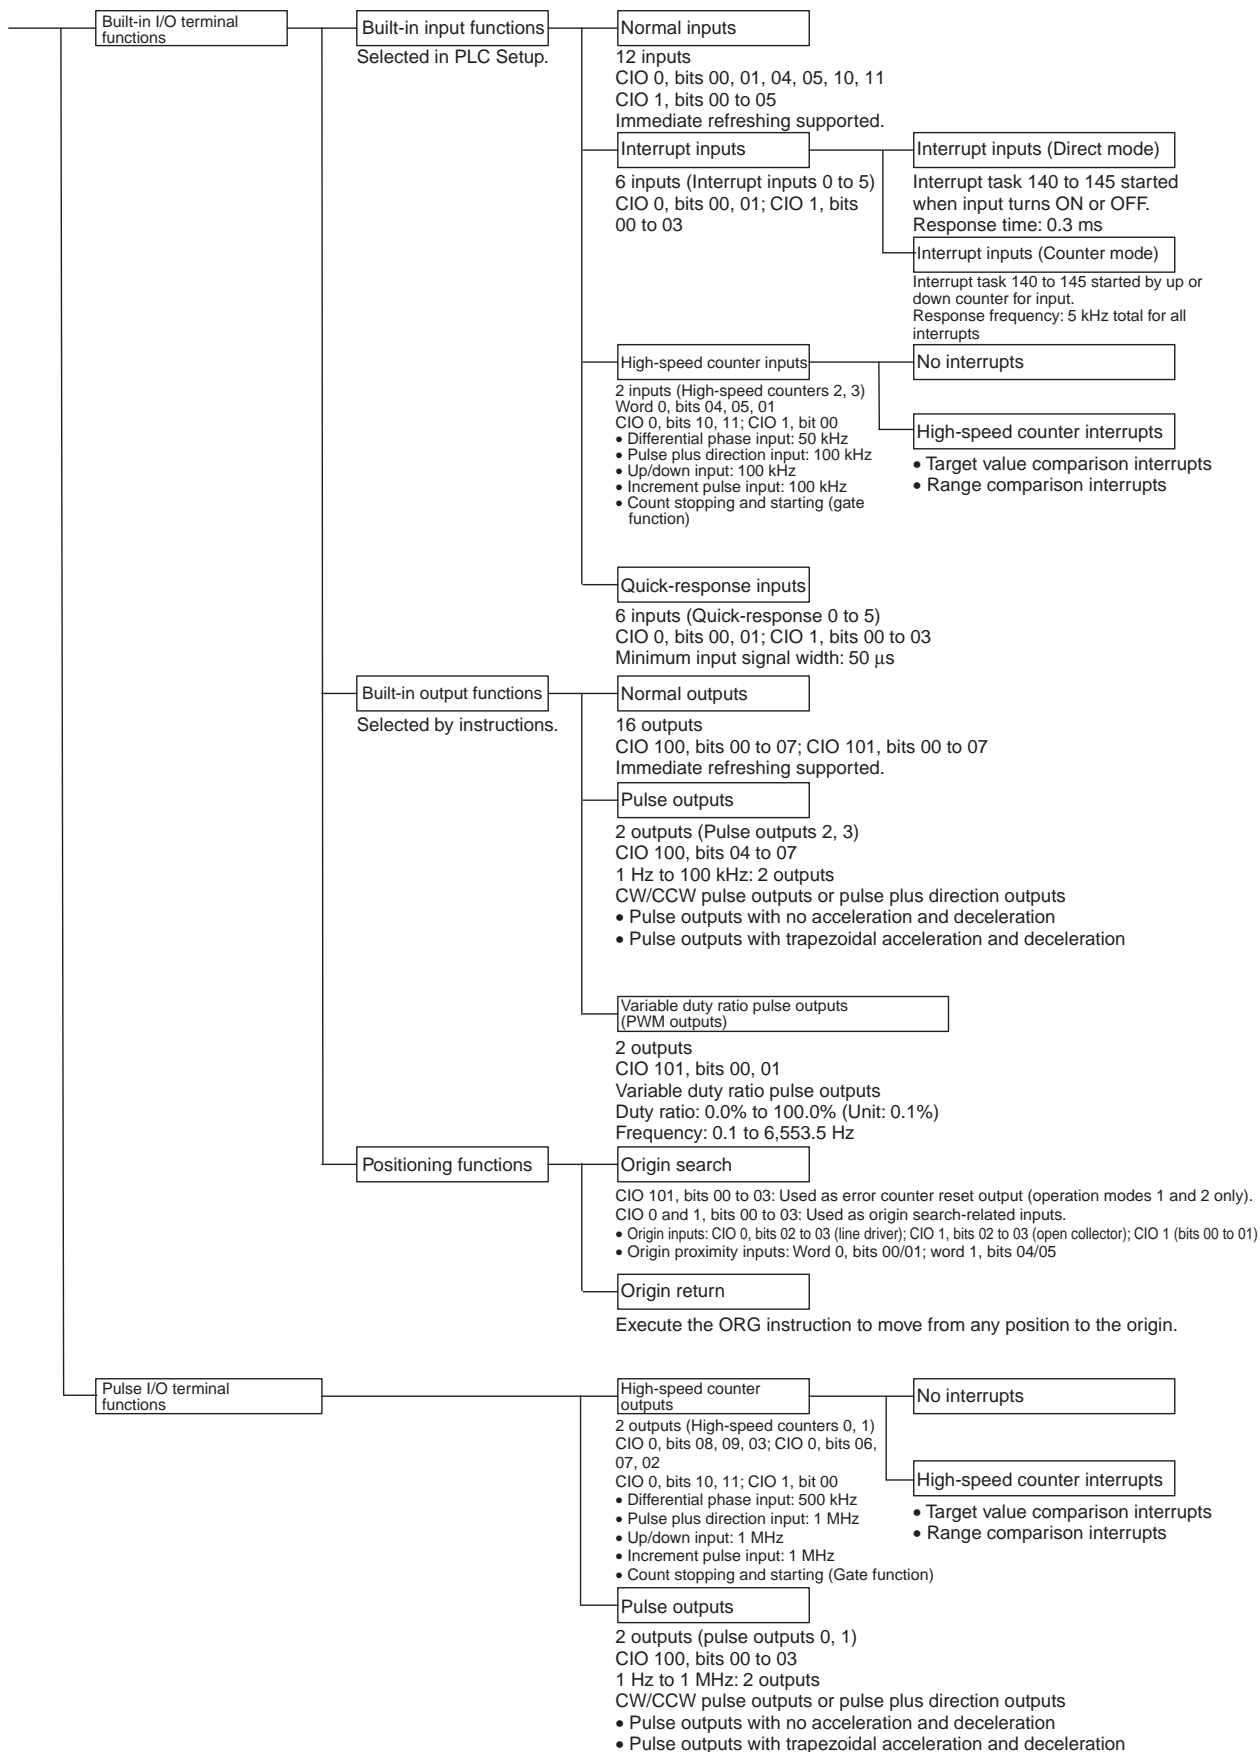 Built-in I/O terminal
functions
Built-in input functions
Selected in PLC Setup.
Normal inputs
12 inputs
CIO 0, bits 00, 01, 04, 05, 10, 11
CIO 1, bits 00 to 05
Immediate refreshing supported.
Interrupt inputs
6 inputs (Interrupt inputs 0 to 5)
CIO 0, bits 00, 01; CIO 1, bits
00 to 03
Interrupt inputs (Direct mode)
Interrupt task 140 to 145 started
when input turns ON or OFF.
Response time: 0.3 ms
Interrupt inputs (Counter mode)
Interrupt task 140 to 145 started by up or
down counter for input.
Response frequency: 5 kHz total for all
interrupts
High-speed counter inputs
2 inputs (High-speed counters 2, 3)
Word 0, bits 04, 05, 01
CIO 0, bits 10, 11; CIO 1, bit 00
• Differential phase input: 50 kHz
• Pulse plus direction input: 100 kHz
• Up/down input: 100 kHz
• Increment pulse input: 100 kHz
• Count stopping and starting (gate
function)
No interrupts
High-speed counter interrupts
• Target value comparison interrupts
• Range comparison interrupts
Quick-response inputs
6 inputs (Quick-response 0 to 5)
CIO 0, bits 00, 01; CIO 1, bits 00 to 03
Minimum input signal width: 50 µs
Built-in output functions
Selected by instructions.
Normal outputs
16 outputs
CIO 100, bits 00 to 07; CIO 101, bits 00 to 07
Immediate refreshing supported.
Pulse outputs
2 outputs (Pulse outputs 2, 3)
CIO 100, bits 04 to 07
1 Hz to 100 kHz: 2 outputs
CW/CCW pulse outputs or pulse plus direction outputs
• Pulse outputs with no acceleration and deceleration
• Pulse outputs with trapezoidal acceleration and deceleration
Variable duty ratio pulse outputs
(PWM outputs)
2 outputs
CIO 101, bits 00, 01
Variable duty ratio pulse outputs
Duty ratio: 0.0% to 100.0% (Unit: 0.1%)
Frequency: 0.1 to 6,553.5 Hz
Positioning functions
Origin search
CIO 101, bits 00 to 03: Used as error counter reset output (operation modes 1 and 2 only).
CIO 0 and 1, bits 00 to 03: Used as origin search-related inputs.
• Origin inputs: CIO 0, bits 02 to 03 (line driver); CIO 1, bits 02 to 03 (open collector); CIO 1 (bits 00 to 01)
• Origin proximity inputs: Word 0, bits 00/01; word 1, bits 04/05
Origin return
Execute the ORG instruction to move from any position to the origin.
Pulse I/O terminal
functions
High-speed counter
outputs
2 outputs (High-speed counters 0, 1)
CIO 0, bits 08, 09, 03; CIO 0, bits 06,
07, 02
CIO 0, bits 10, 11; CIO 1, bit 00
• Differential phase input: 500 kHz
• Pulse plus direction input: 1 MHz
• Up/down input: 1 MHz
• Increment pulse input: 1 MHz
• Count stopping and starting (Gate function)
No interrupts
High-speed counter interrupts
• Target value comparison interrupts
• Range comparison interrupts
Pulse outputs
2 outputs (pulse outputs 0, 1)
CIO 100, bits 00 to 03
1 Hz to 1 MHz: 2 outputs
CW/CCW pulse outputs or pulse plus direction outputs
• Pulse outputs with no acceleration and deceleration
• Pulse outputs with trapezoidal acceleration and deceleration